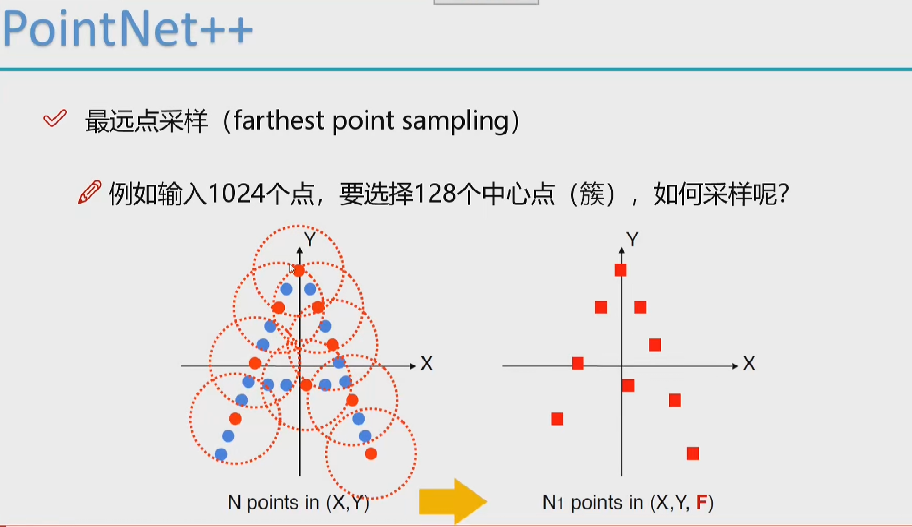 PointNet++
最远点采样（farthest point sampling）
例如输入1024个点，要选择128个中心点（簇），如何采样呢？
Y
X
Y
X
N points in (X,Y)
N1 points in (X,Y, F)